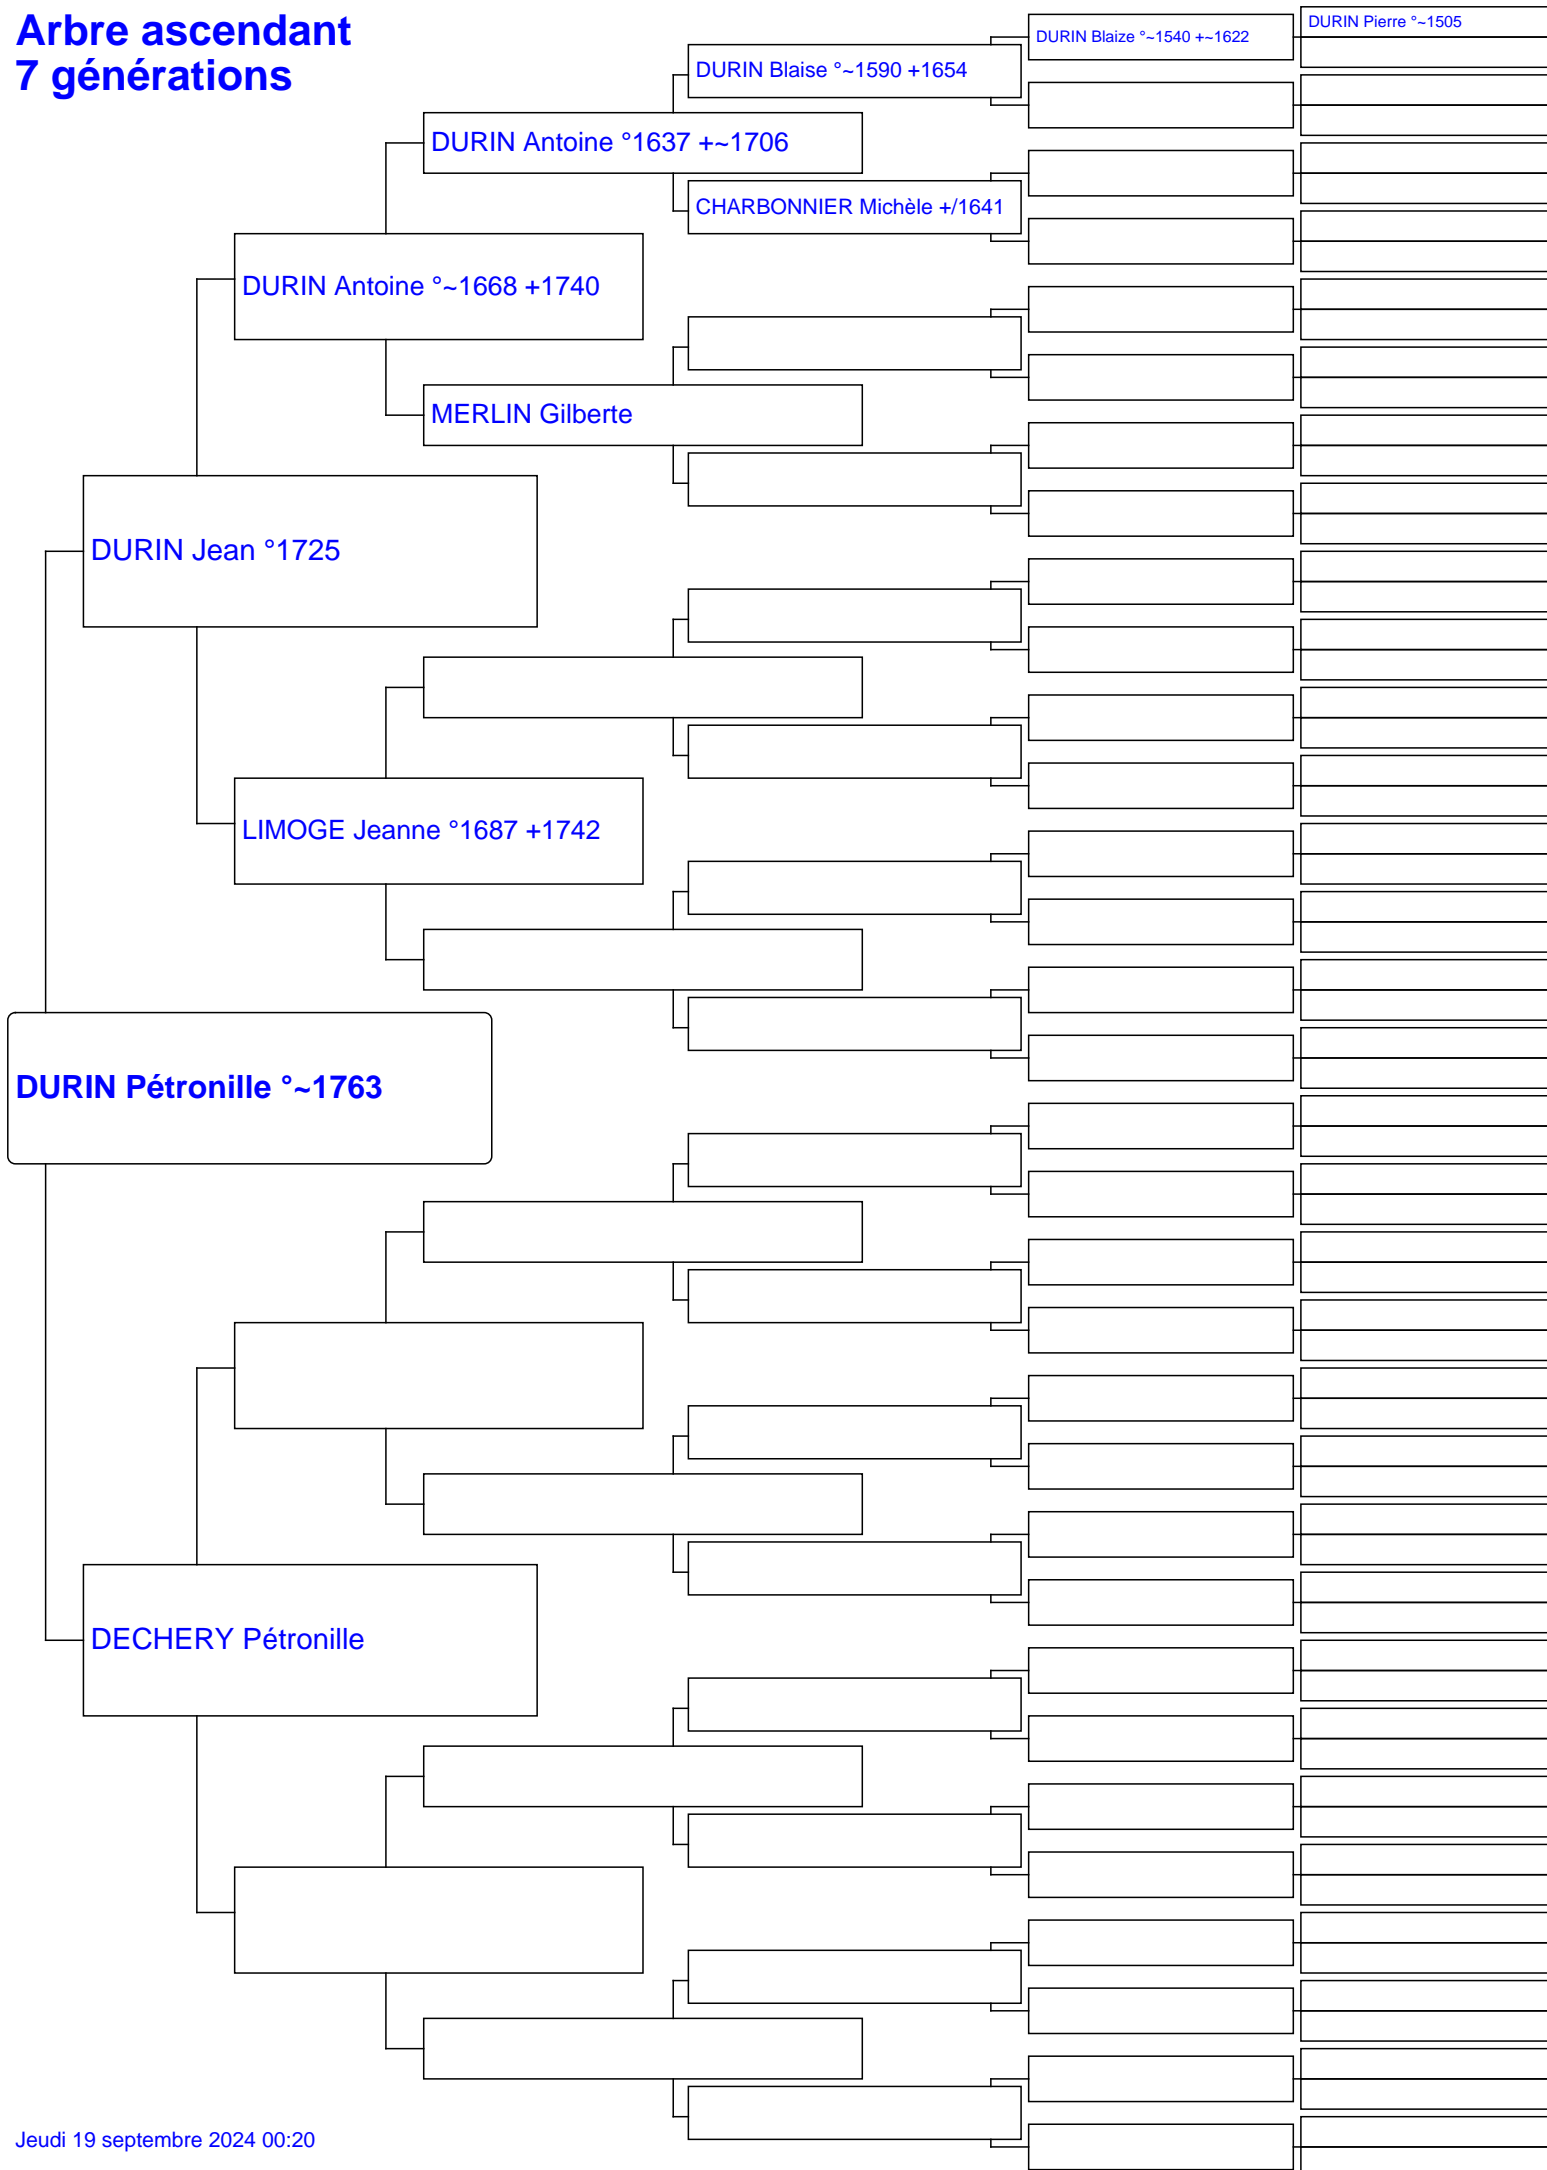 Arbre ascendant
7 générations
DURIN Pierre °~1505
DURIN Blaize °~1540 +~1622
DURIN Blaise °~1590 +1654
DURIN Antoine °1637 +~1706
CHARBONNIER Michèle +/1641
DURIN Antoine °~1668 +1740
MERLIN Gilberte
DURIN Jean °1725
LIMOGE Jeanne °1687 +1742
DURIN Pétronille °~1763
DECHERY Pétronille
Jeudi 19 septembre 2024 00:20